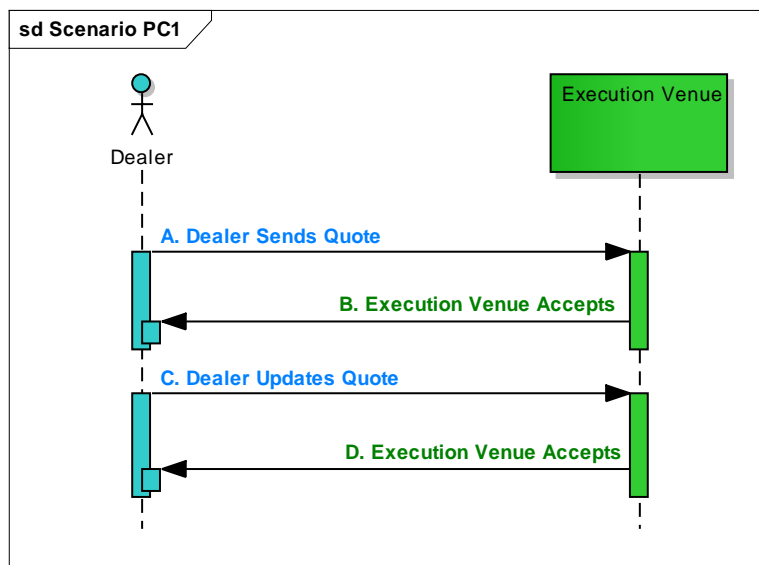 sd Scenario PC1
Execution Venue
Dealer
A. Dealer Sends Quote
B. Execution Venue Accepts
C. Dealer Updates Quote
D. Execution Venue Accepts